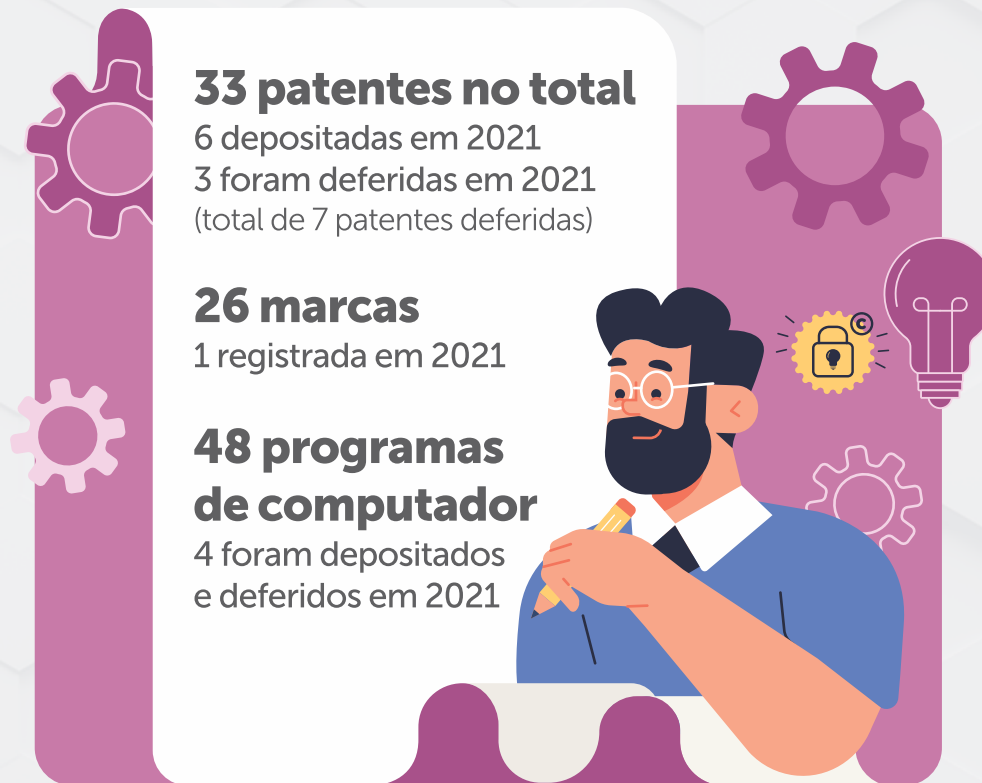 33 patentes no total
6 depositadas em 2021
3 foram deferidas em 2021
(total de 7 patentes deferidas)
26 marcas
1 registrada em 2021
48 programas
de computador
4 foram depositados
e deferidos em 2021
©